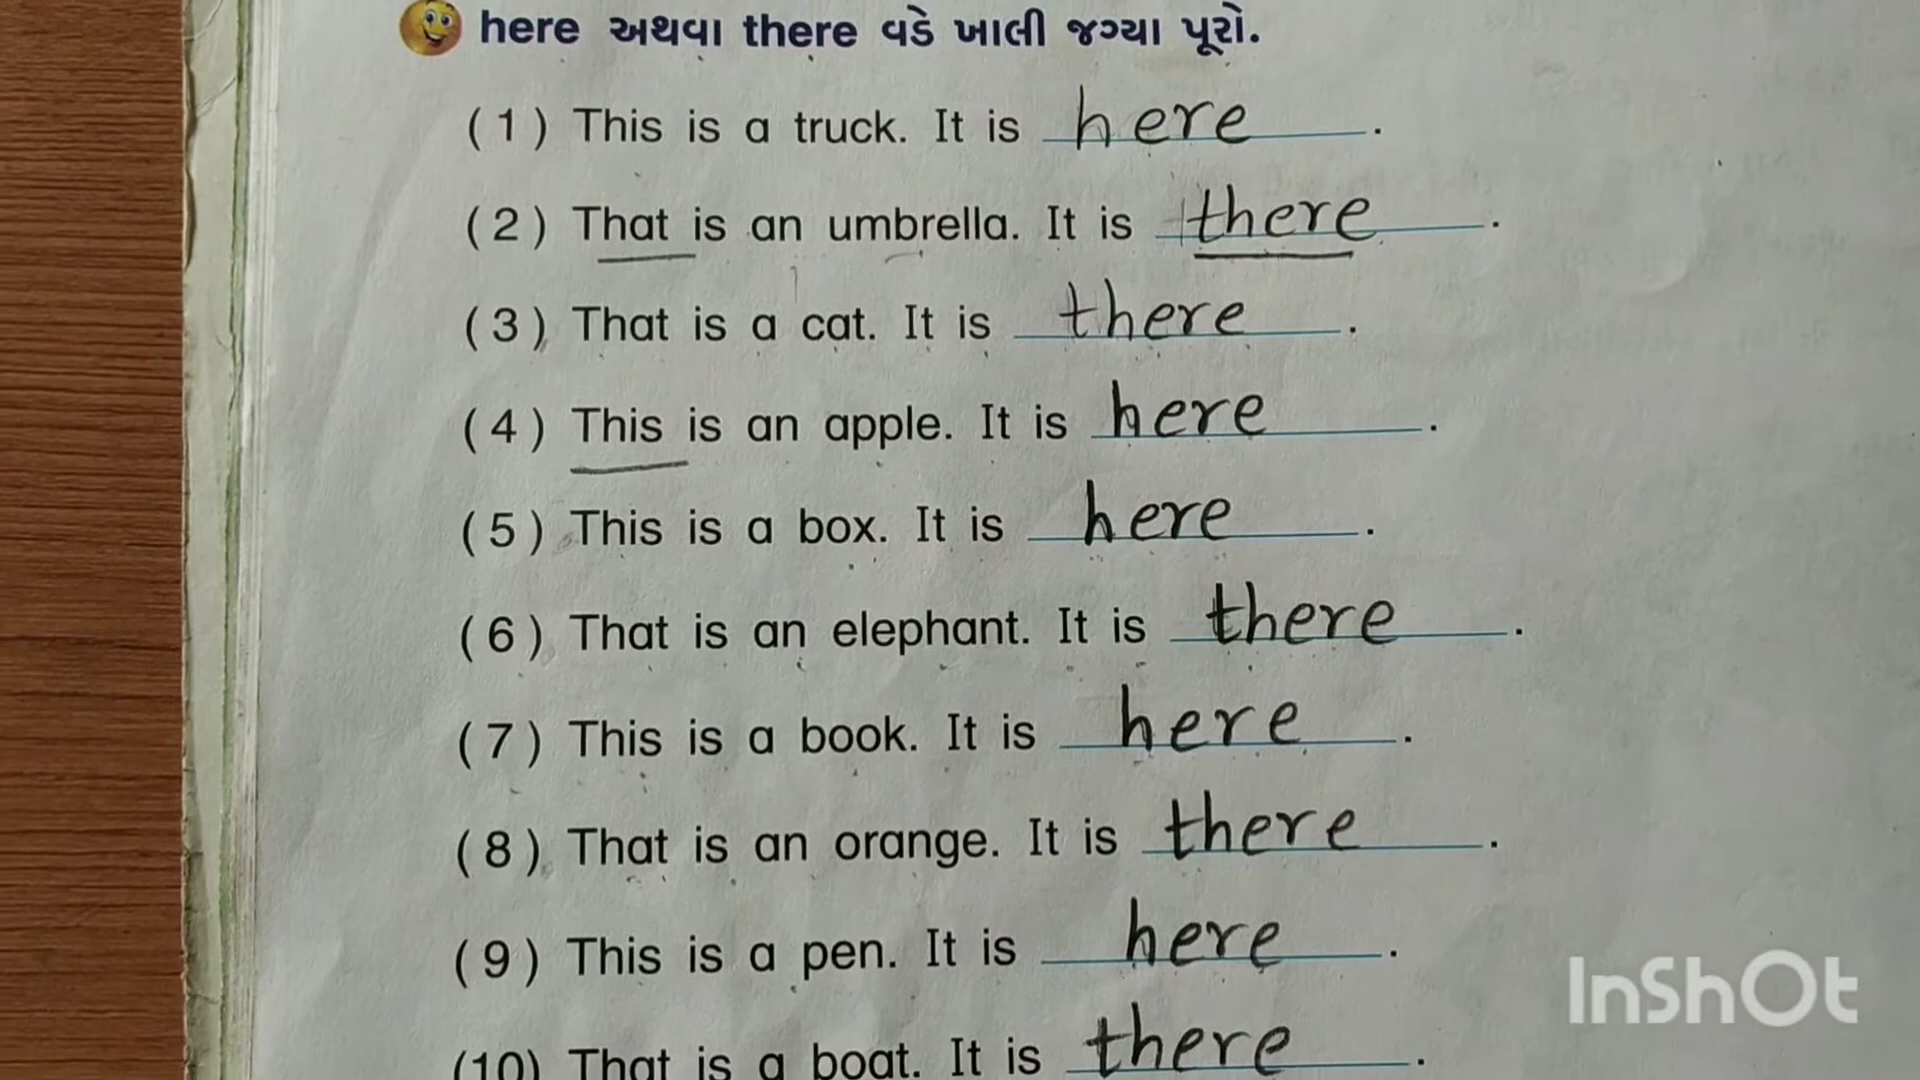 here અથવા there વડે ખાલી જગ્યા પૂરો.
(1) This is a truck. It is here.
(2) That is an umbrella. It is there.
(3) That is a cat. It is there.
(4) This is an apple. It is here.
(5) This is a box. It is here.
(6) That is an elephant. It is there.
(7) This is a book. It is here.
(8) That is an orange. It is there.
(9) This is a pen. It is here.
(10) That is a boat. It is there.
InShOt